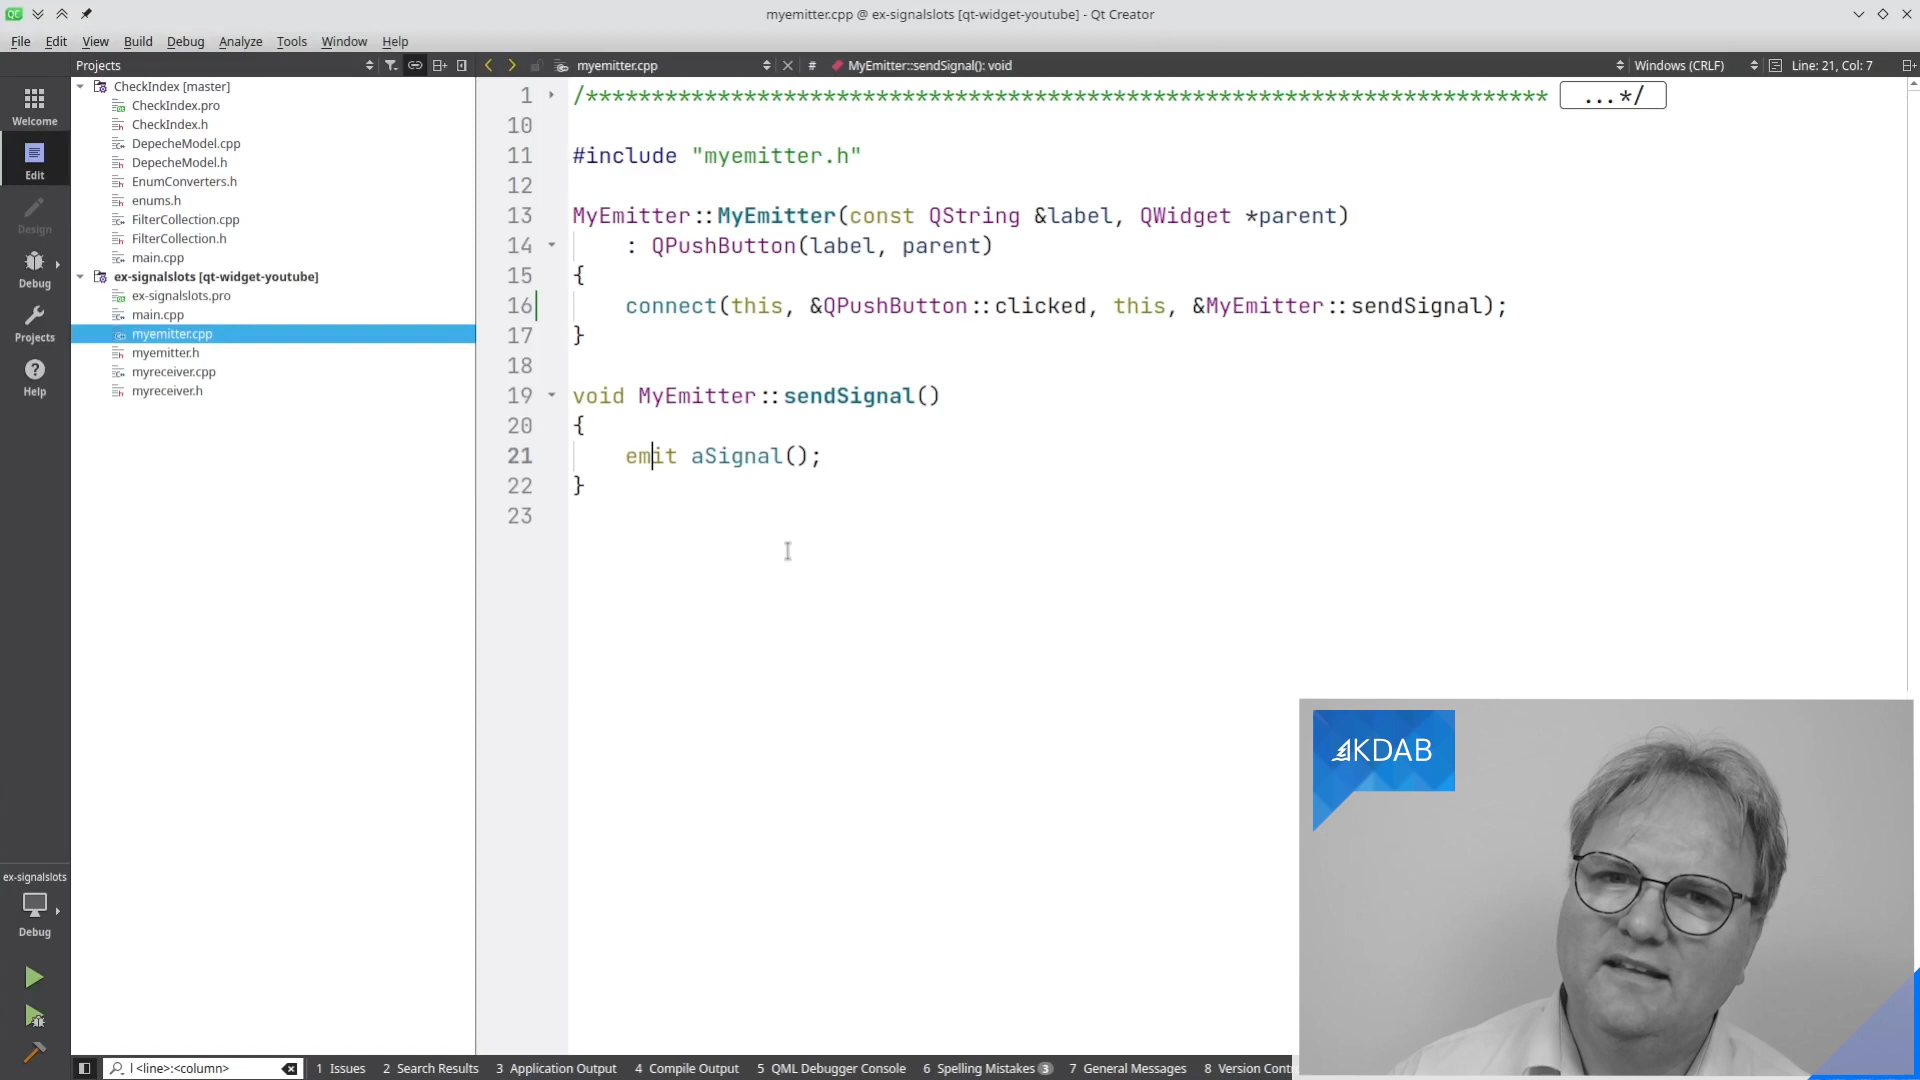 myemitter.cpp @ ex-signalslots [qt-widget-youtube] - Qt Creator
File Edit View Build Debug Analyze Tools Window Help
Projects
myemitter.cpp
# MyEmitter::sendSignal(): void
Windows (CRLF)
Line: 21, Col: 7
Welcome
Edit
Design
Debug
Projects
Help
CheckIndex [master]
CheckIndex.pro
CheckIndex.h
DepecheModel.cpp
DepecheModel.h
EnumConverters.h
enums.h
FilterCollection.cpp
FilterCollection.h
main.cpp
ex-signalslots [qt-widget-youtube]
ex-signalslots.pro
main.cpp
myemitter.cpp
myemitter.h
myreceiver.cpp
myreceiver.h
1 /************************************************************************* ...*/
10
11 #include "myemitter.h"
12
13 MyEmitter::MyEmitter(const QString &label, QWidget *parent)
14 : QPushButton(label, parent)
15 {
16 connect(this, &QPushButton::clicked, this, &MyEmitter::sendSignal);
17 }
18
19 void MyEmitter::sendSignal()
20 {
21 emit aSignal();
22 }
23
KDAB
ex-signalslots
Debug
l <line>:<column>
1 Issues 2 Search Results 3 Application Output 4 Compile Output 5 QML Debugger Console 6 Spelling Mistakes 3 7 General Messages 8 Version Cont